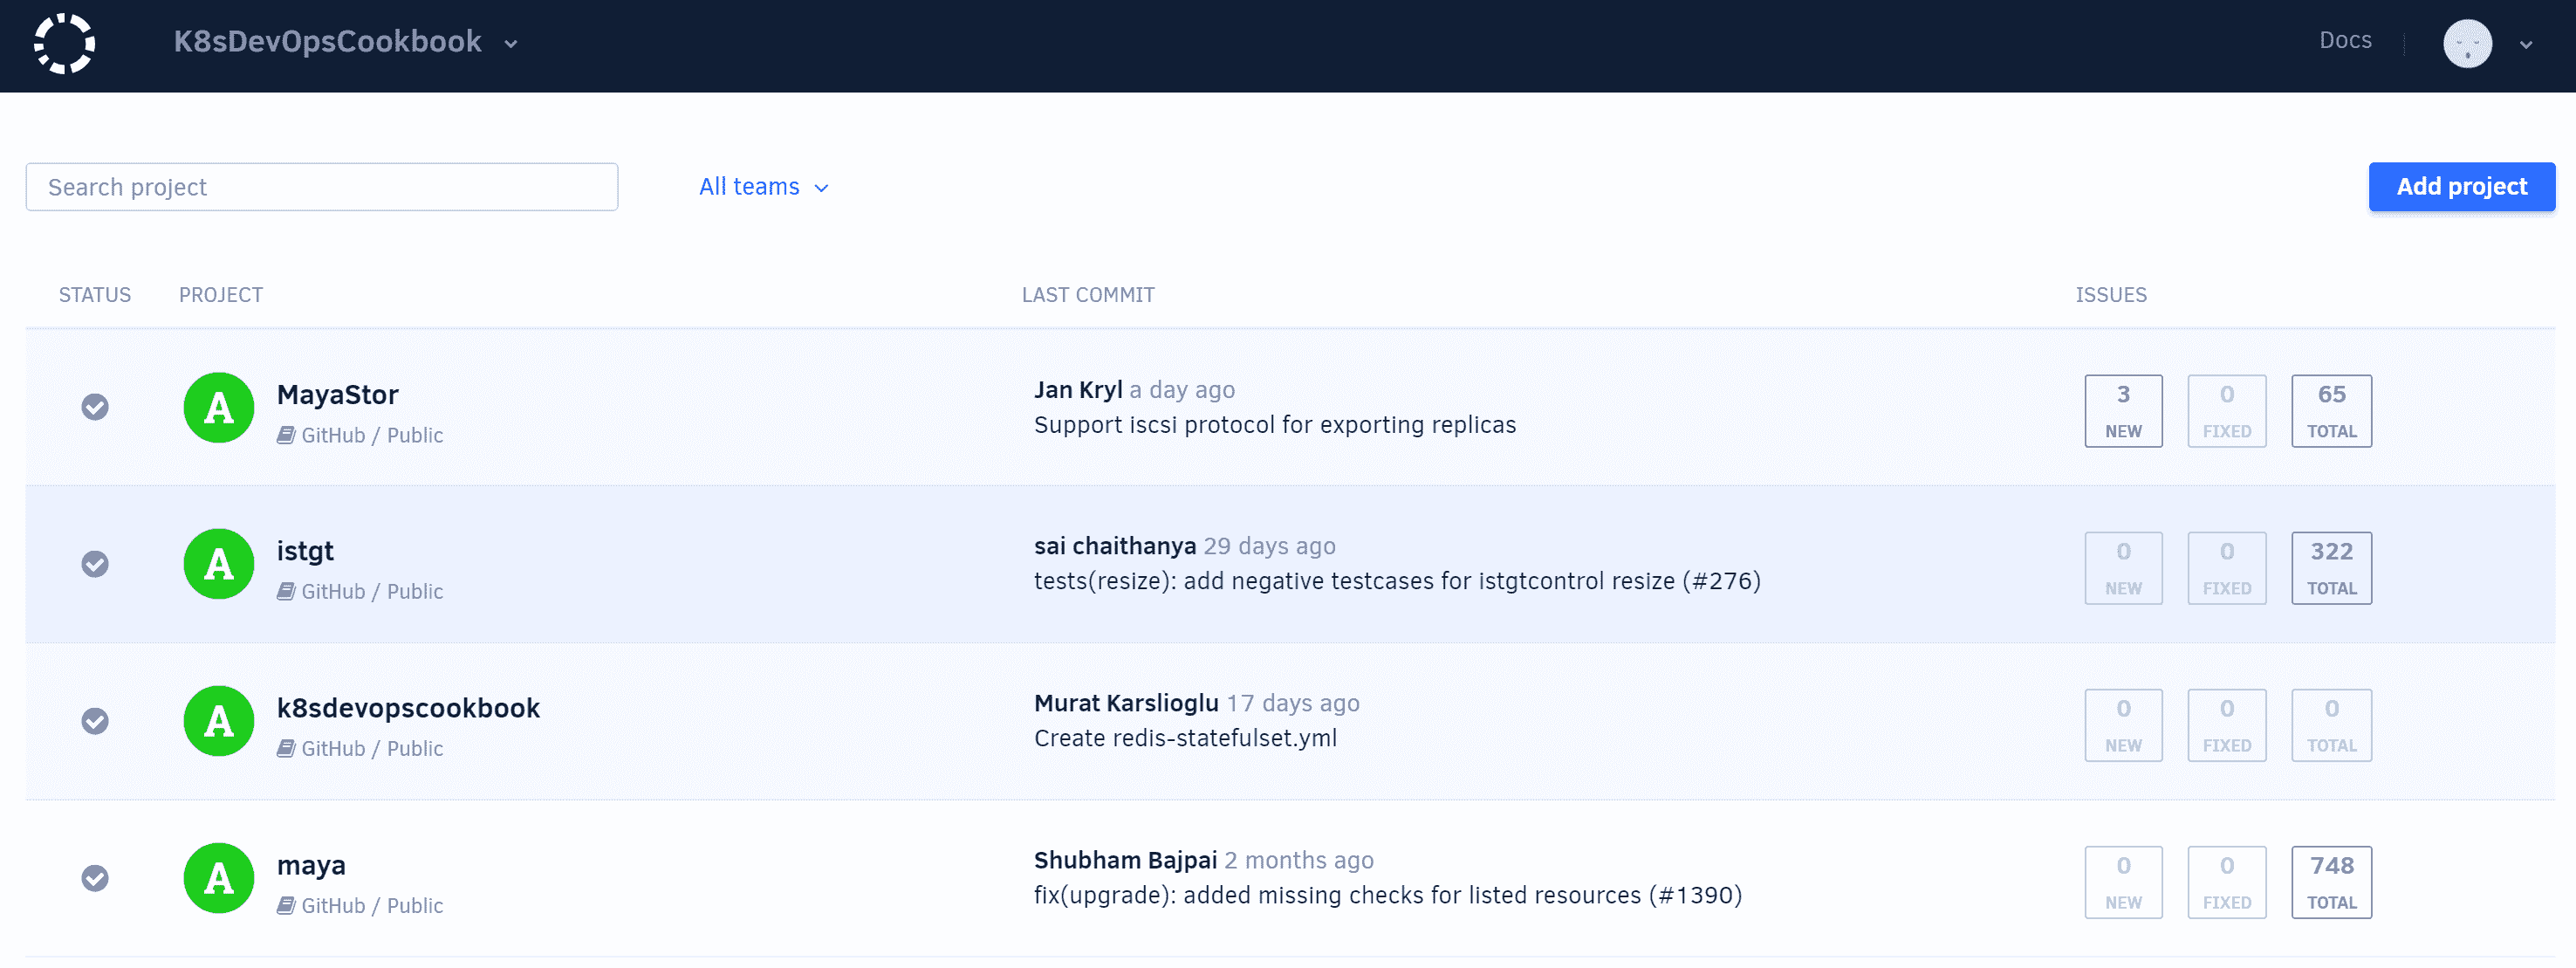 K8sDevOpsCookbook
Docs
Search project
All teams
Add project
STATUS PROJECT LAST COMMIT ISSUES
A MayaStor
GitHub / Public
Jan Kryl a day ago
Support iscsi protocol for exporting replicas
3 0 65
NEW FIXED TOTAL
A istgt
GitHub / Public
sai chaithanya 29 days ago
tests(resize): add negative testcases for istgtcontrol resize (#276)
0 0 322
NEW FIXED TOTAL
A k8sdevopscookbook
GitHub / Public
Murat Karslioglu 17 days ago
Create redis-statefulset.yml
0 0 0
NEW FIXED TOTAL
A maya
GitHub / Public
Shubham Bajpai 2 months ago
fix(upgrade): added missing checks for listed resources (#1390)
0 0 748
NEW FIXED TOTAL